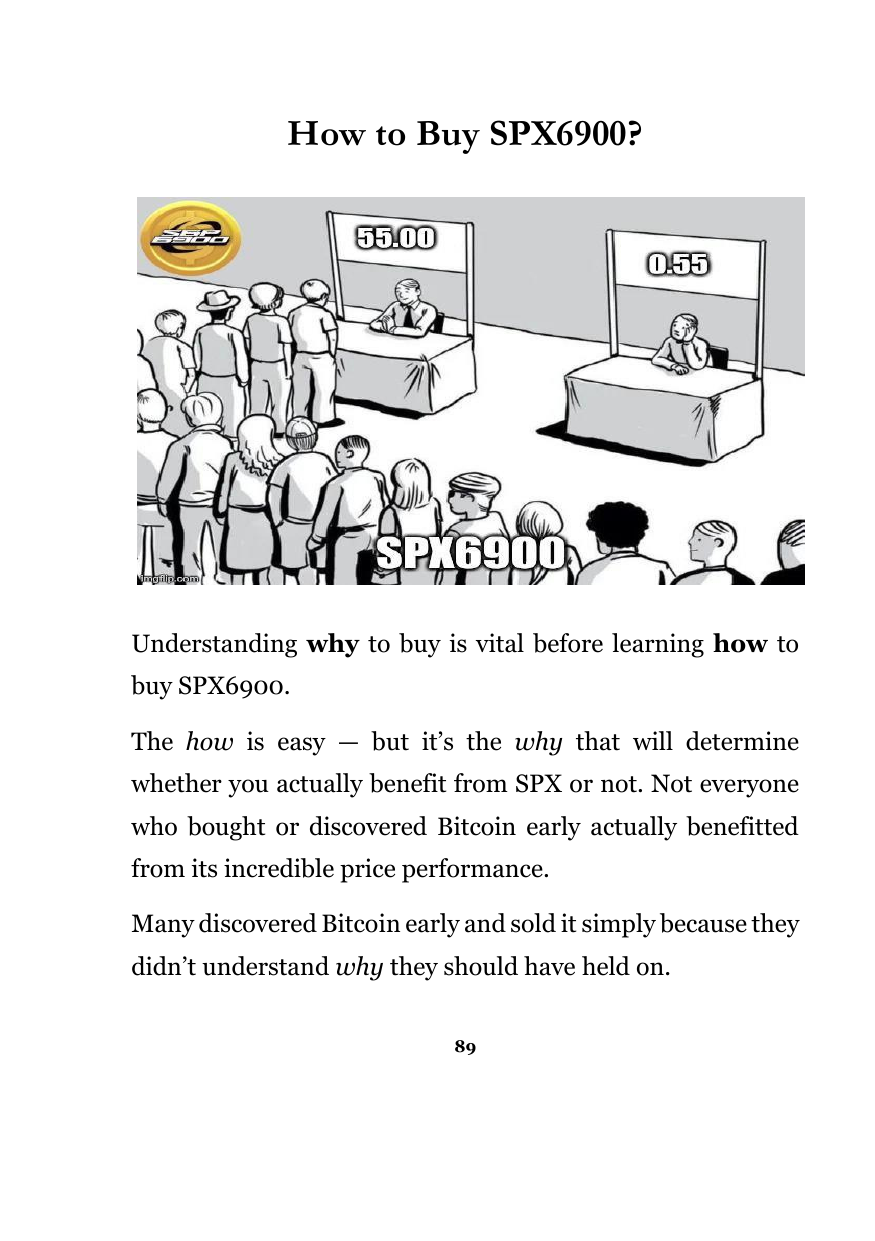 How to Buy SPX6900?
S&P
6900
55.00
0.55
SPX6900
imgflip.com
Understanding why to buy is vital before learning how to
buy SPX6900.
The how is easy — but it’s the why that will determine
whether you actually benefit from SPX or not. Not everyone
who bought or discovered Bitcoin early actually benefitted
from its incredible price performance.
Many discovered Bitcoin early and sold it simply because they
didn’t understand why they should have held on.
89